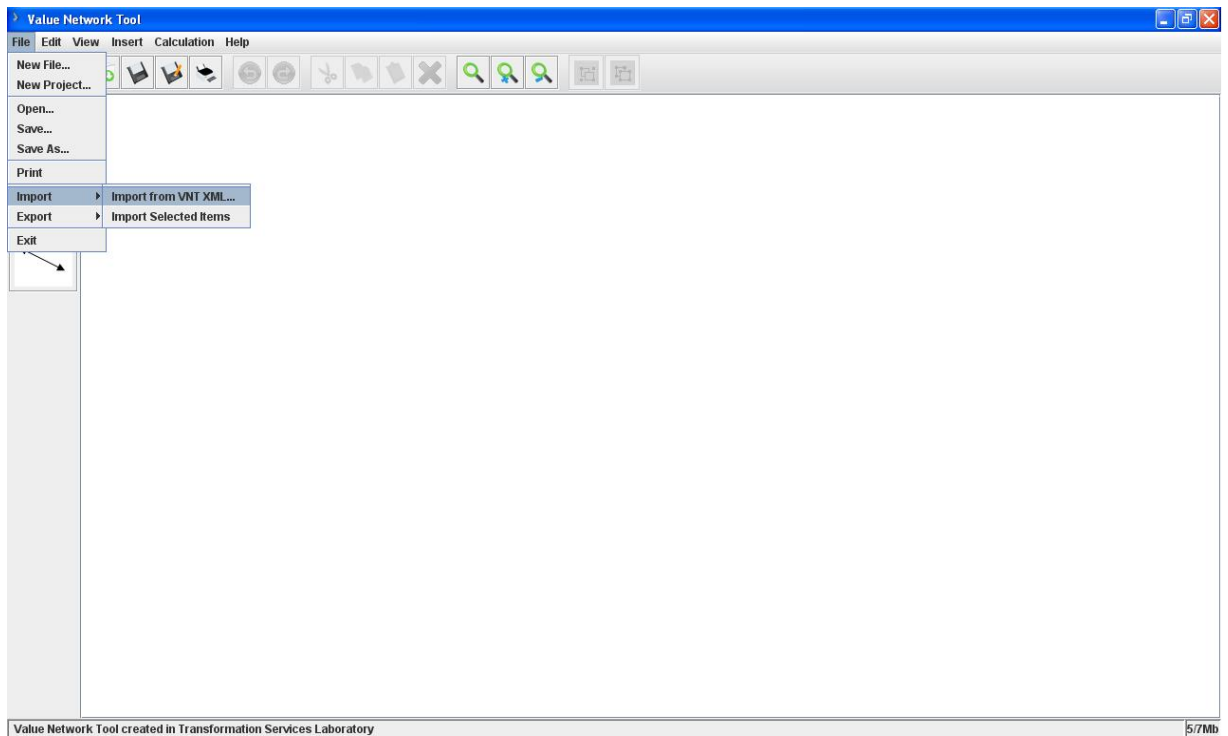 Value Network Tool
File Edit View Insert Calculation Help
New File...
New Project...
Open...
Save...
Save As...
Print
Import Import from VNT XML...
Export Import Selected Items
Exit
Value Network Tool created in Transformation Services Laboratory 5/7Mb